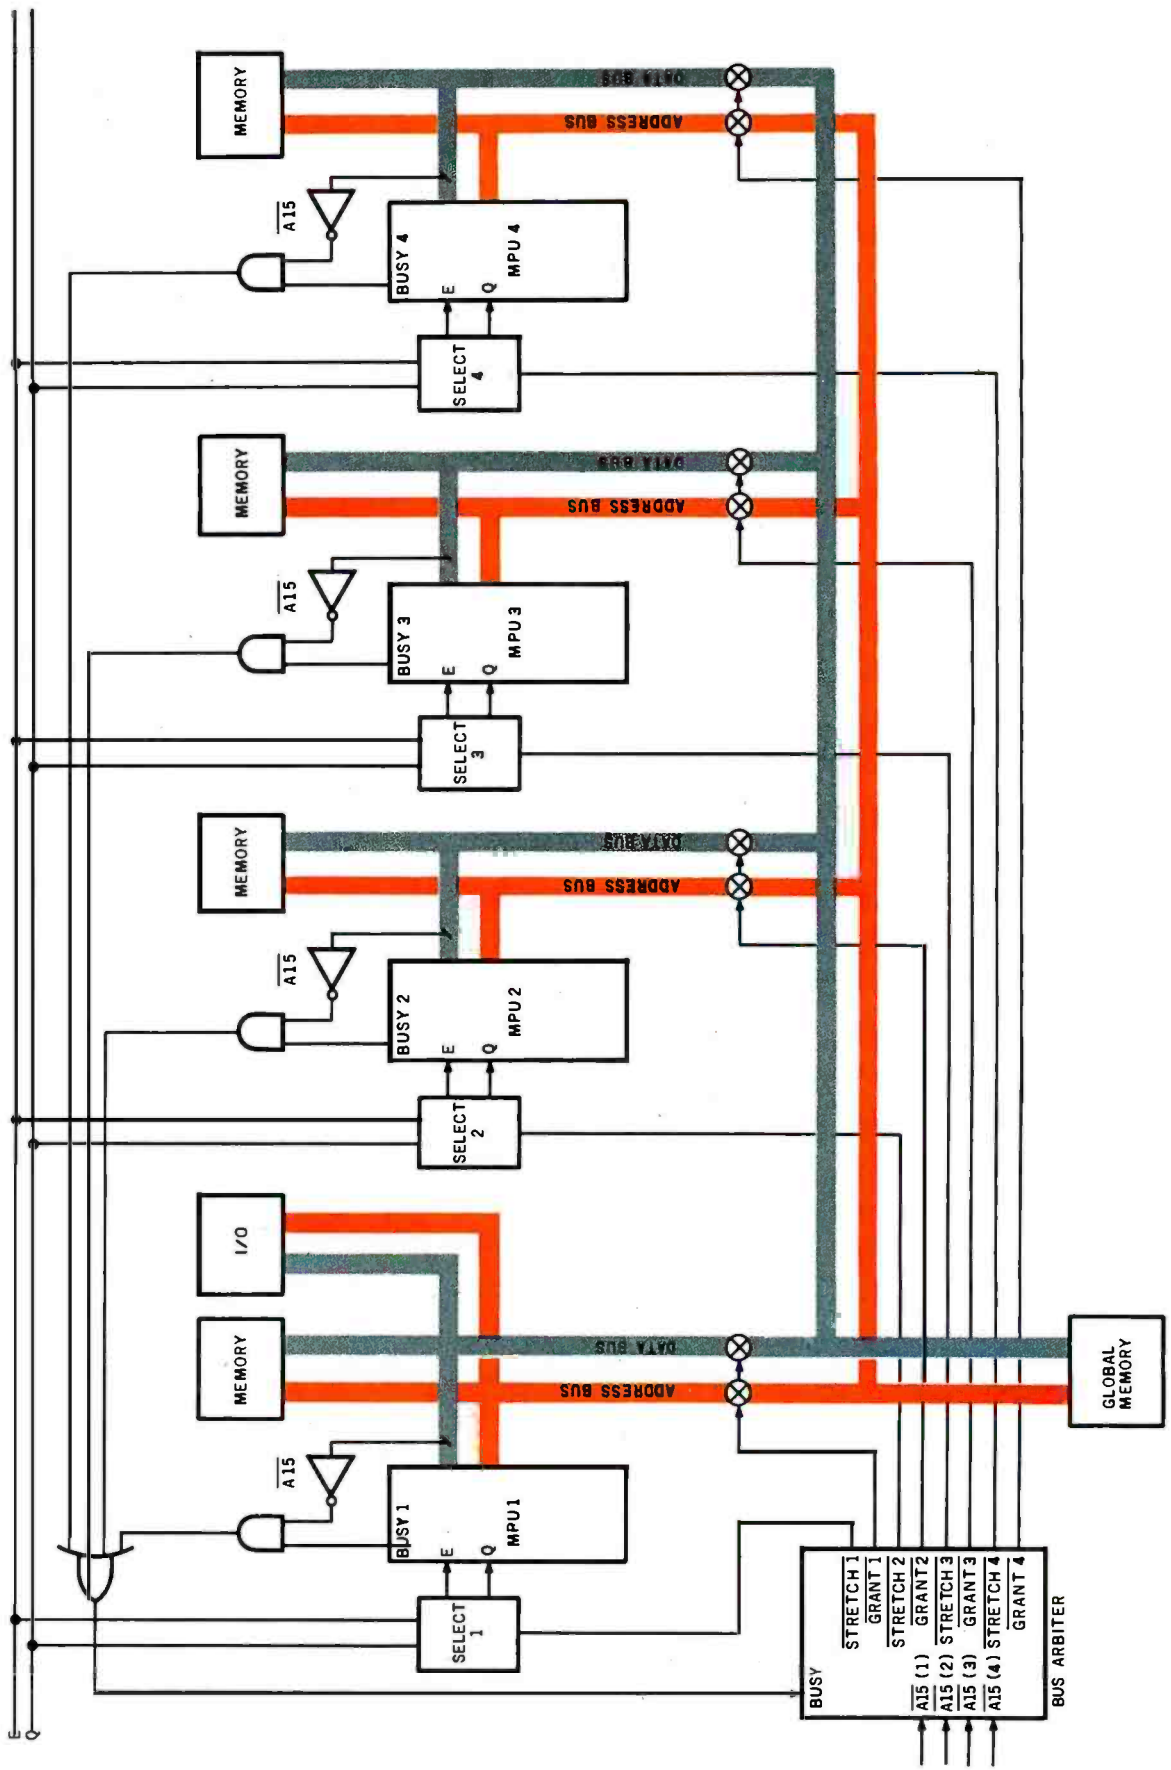 E
Q
BUSY
STRETCH 1
GRANT 1
STRETCH 2
A15 (1) GRANT 2
A15 (2) STRETCH 3
A15 (3) GRANT 3
A15 (4) STRETCH 4
GRANT 4
BUS ARBITER
SELECT
1
BUSY 1
E
Q
MPU 1
A15
MEMORY
I/O
ADDRESS BUS
DATA BUS
GLOBAL
MEMORY
SELECT
2
BUSY 2
E
Q
MPU 2
A15
MEMORY
ADDRESS BUS
DATA BUS
SELECT
3
BUSY 3
E
Q
MPU 3
A15
MEMORY
ADDRESS BUS
DATA BUS
SELECT
4
BUSY 4
E
Q
MPU 4
A15
MEMORY
ADDRESS BUS
DATA BUS